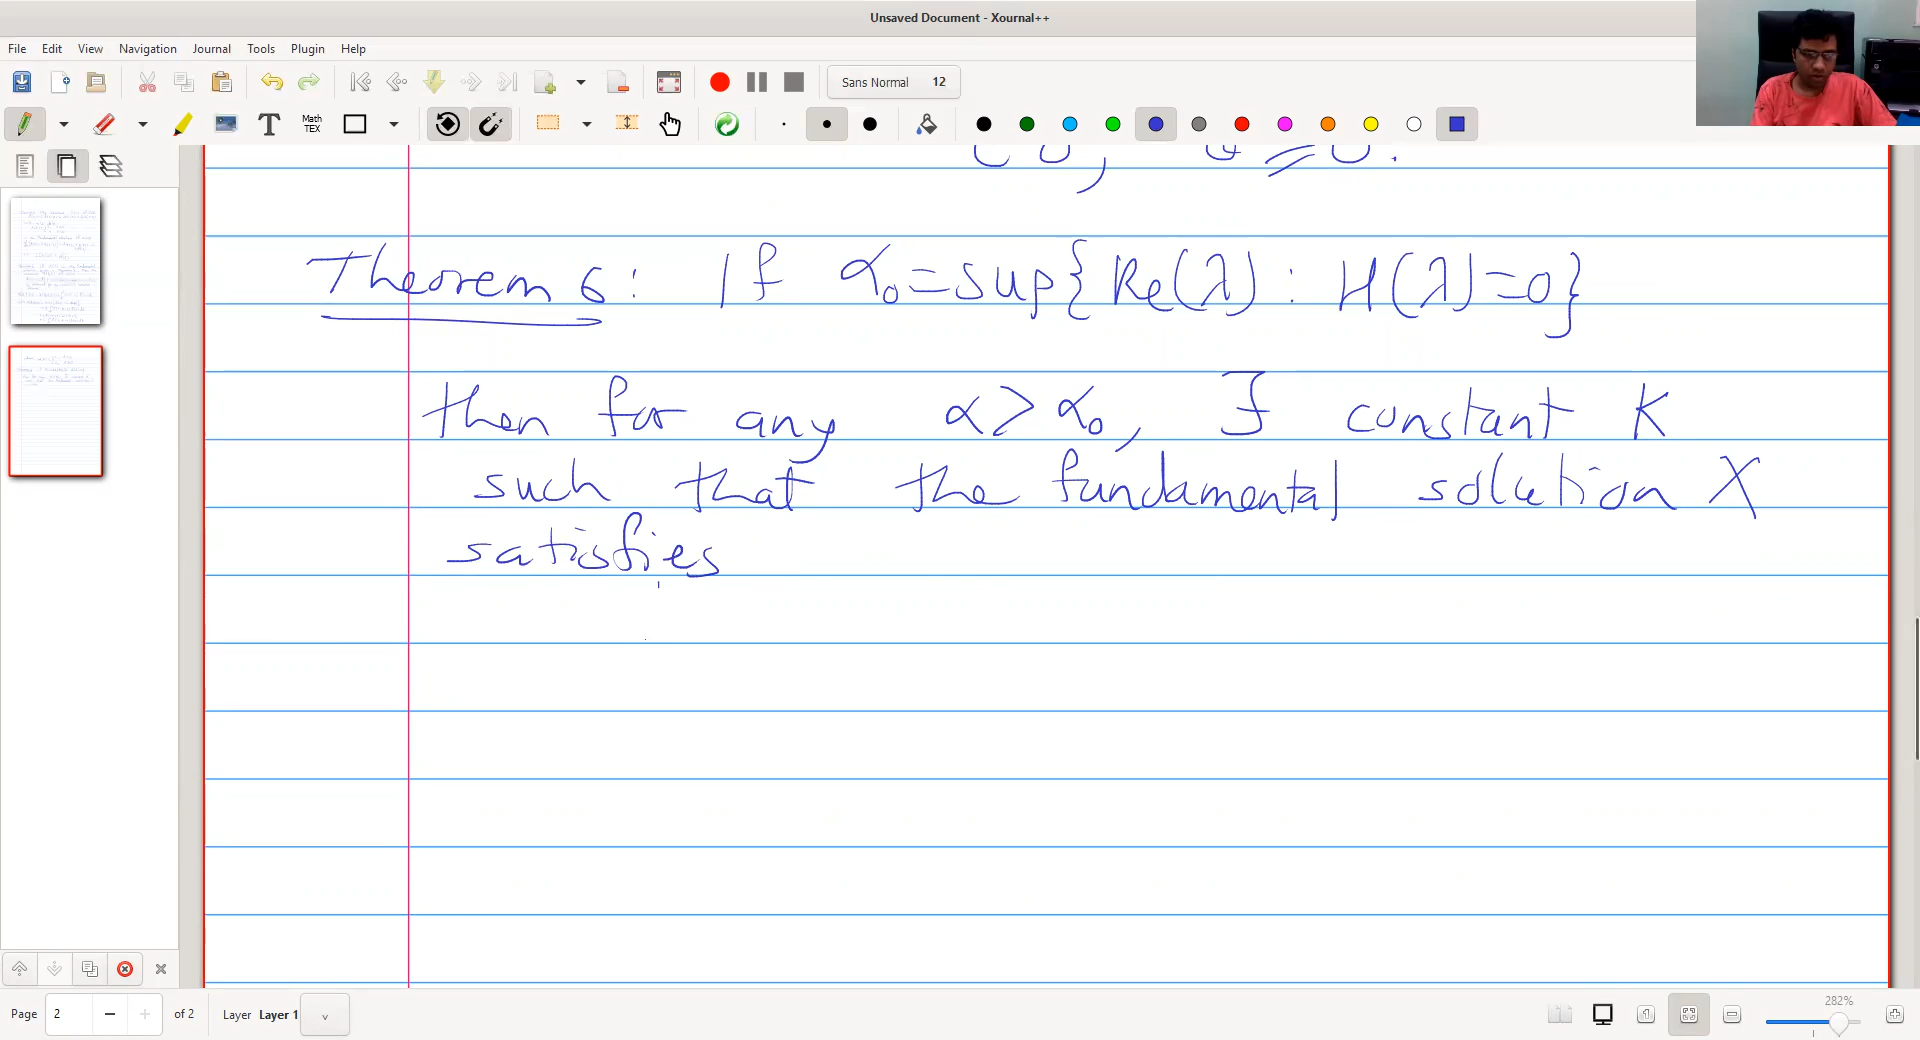 Unsaved Document - Xournal++
File Edit View Navigation Journal Tools Plugin Help
Sans Normal 12
Math
TEX
Theorem 6: If α₀=sup{Re(λ): H(λ)=0}
then for any α>α₀, ∃ constant K
such that the fundamental solution X
satisfies
Page 2 of 2 Layer Layer 1
282%